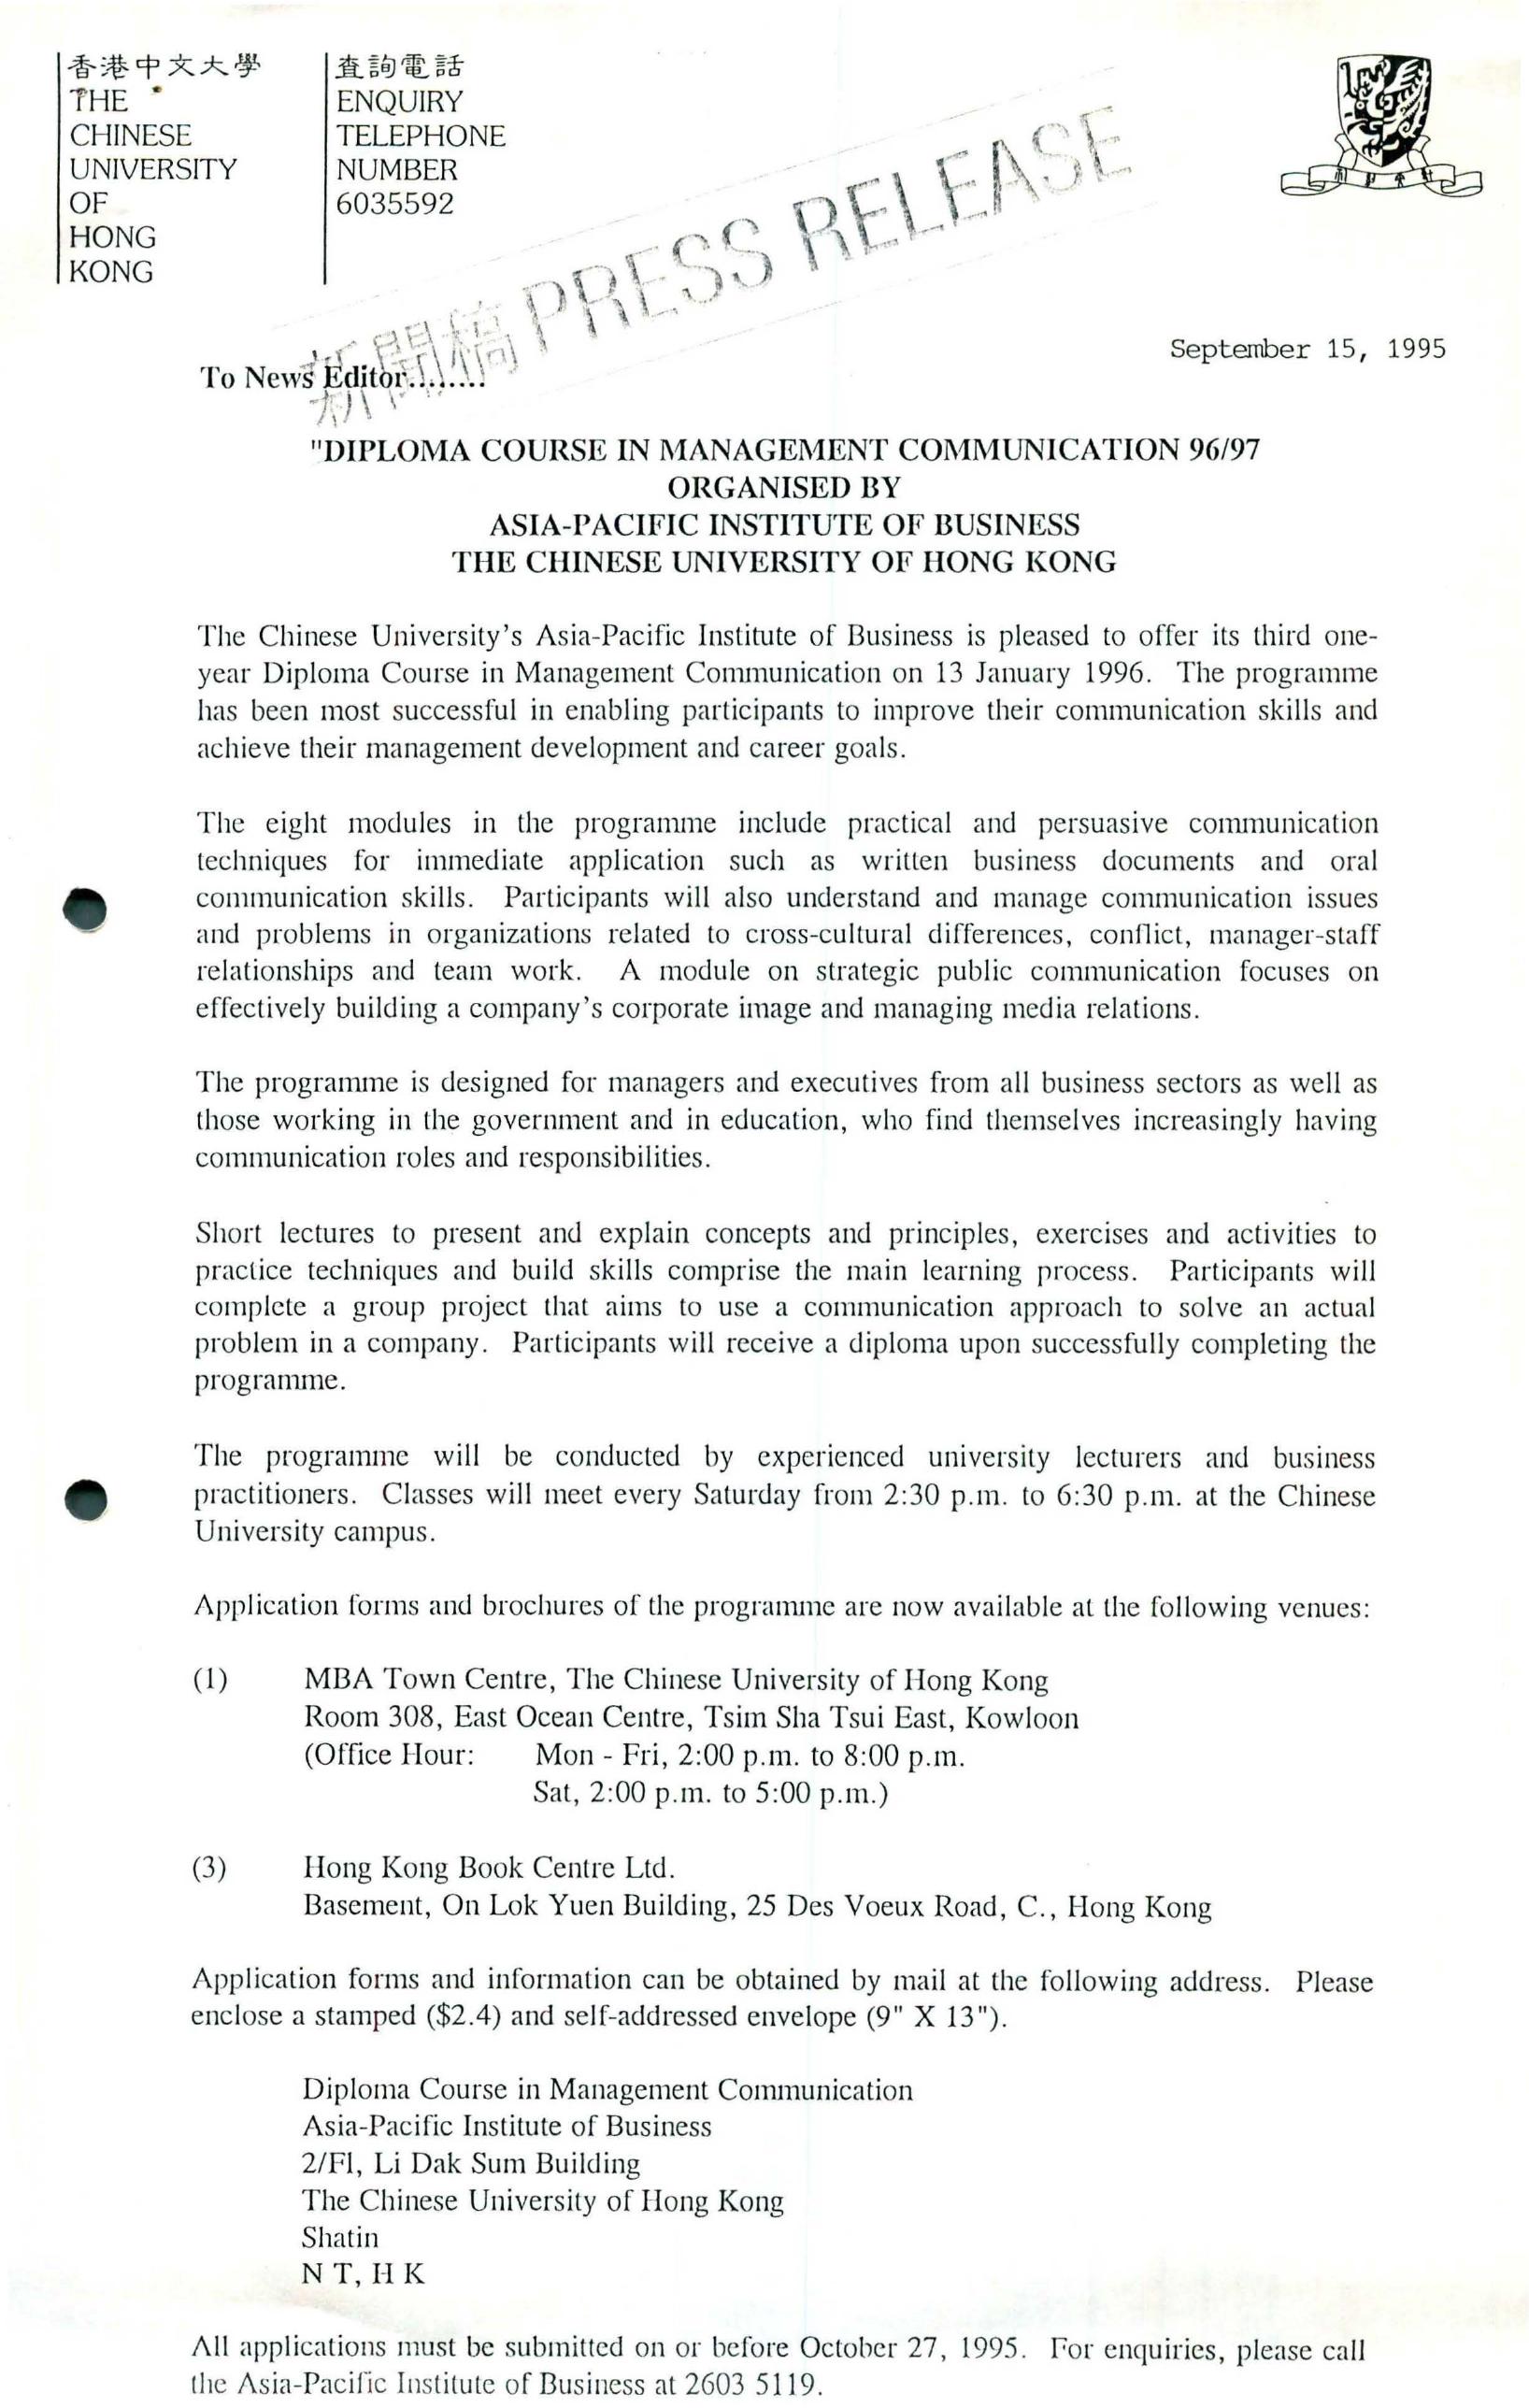 香港中文大學
THE
CHINESE
UNIVERSITY
OF
HONG
KONG
查詢電話
ENQUIRY
TELEPHONE
NUMBER
6035592
新聞稿 PRESS RELEASE
September 15, 1995
To News Editor........
"DIPLOMA COURSE IN MANAGEMENT COMMUNICATION 96/97
ORGANISED BY
ASIA-PACIFIC INSTITUTE OF BUSINESS
THE CHINESE UNIVERSITY OF HONG KONG
The Chinese University's Asia-Pacific Institute of Business is pleased to offer its third one-
year Diploma Course in Management Communication on 13 January 1996. The programme
has been most successful in enabling participants to improve their communication skills and
achieve their management development and career goals.
The eight modules in the programme include practical and persuasive communication
techniques for immediate application such as written business documents and oral
communication skills. Participants will also understand and manage communication issues
and problems in organizations related to cross-cultural differences, conflict, manager-staff
relationships and team work. A module on strategic public communication focuses on
effectively building a company's corporate image and managing media relations.
The programme is designed for managers and executives from all business sectors as well as
those working in the government and in education, who find themselves increasingly having
communication roles and responsibilities.
Short lectures to present and explain concepts and principles, exercises and activities to
practice techniques and build skills comprise the main learning process. Participants will
complete a group project that aims to use a communication approach to solve an actual
problem in a company. Participants will receive a diploma upon successfully completing the
programme.
The programme will be conducted by experienced university lecturers and business
practitioners. Classes will meet every Saturday from 2:30 p.m. to 6:30 p.m. at the Chinese
University campus.
Application forms and brochures of the programme are now available at the following venues:
(1) MBA Town Centre, The Chinese University of Hong Kong
Room 308, East Ocean Centre, Tsim Sha Tsui East, Kowloon
(Office Hour: Mon - Fri, 2:00 p.m. to 8:00 p.m.
Sat, 2:00 p.m. to 5:00 p.m.)
(3) Hong Kong Book Centre Ltd.
Basement, On Lok Yuen Building, 25 Des Voeux Road, C., Hong Kong
Application forms and information can be obtained by mail at the following address. Please
enclose a stamped ($2.4) and self-addressed envelope (9" X 13").
Diploma Course in Management Communication
Asia-Pacific Institute of Business
2/Fl, Li Dak Sum Building
The Chinese University of Hong Kong
Shatin
N T, H K
All applications must be submitted on or before October 27, 1995. For enquiries, please call
the Asia-Pacific Institute of Business at 2603 5119.